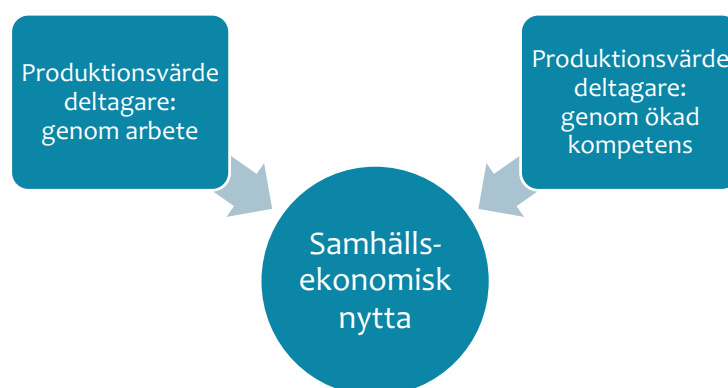 Produktionsvärde
deltagare:
genom arbete
Produktionsvärde
deltagare:
genom ökad
kompetens
Samhälls-
ekonomisk
nytta